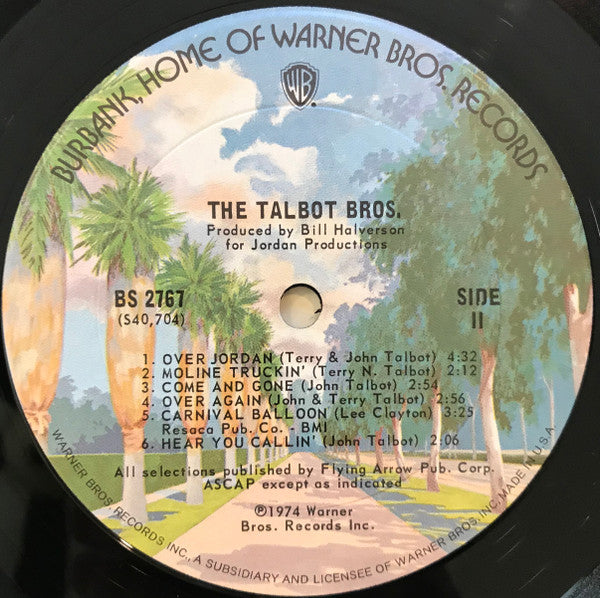 BURBANK, HOME OF WARNER BROS. RECORDS
WB
THE TALBOT BROS.
Produced by Bill Halverson
for Jordan Productions
BS 2767
(S40,704)
SIDE
II
1. OVER JORDAN (Terry & John Talbot) 4:32
2. MOLINE TRUCKIN' (Terry N. Talbot) 2:12
3. COME AND GONE (John Talbot) 2:54
4. OVER AGAIN (John & Terry Talbot) 2:56
5. CARNIVAL BALLOON (Lee Clayton) 3:25
Resaca Pub. Co. - BMI
6. HEAR YOU CALLIN' (John Talbot) 2:06
All selections published by Flying Arrow Pub. Corp.
ASCAP except as indicated
℗1974 Warner
Bros. Records Inc.
WARNER BROS. RECORDS INC., A SUBSIDIARY AND LICENSEE OF WARNER BROS. INC. MADE IN U.S.A.